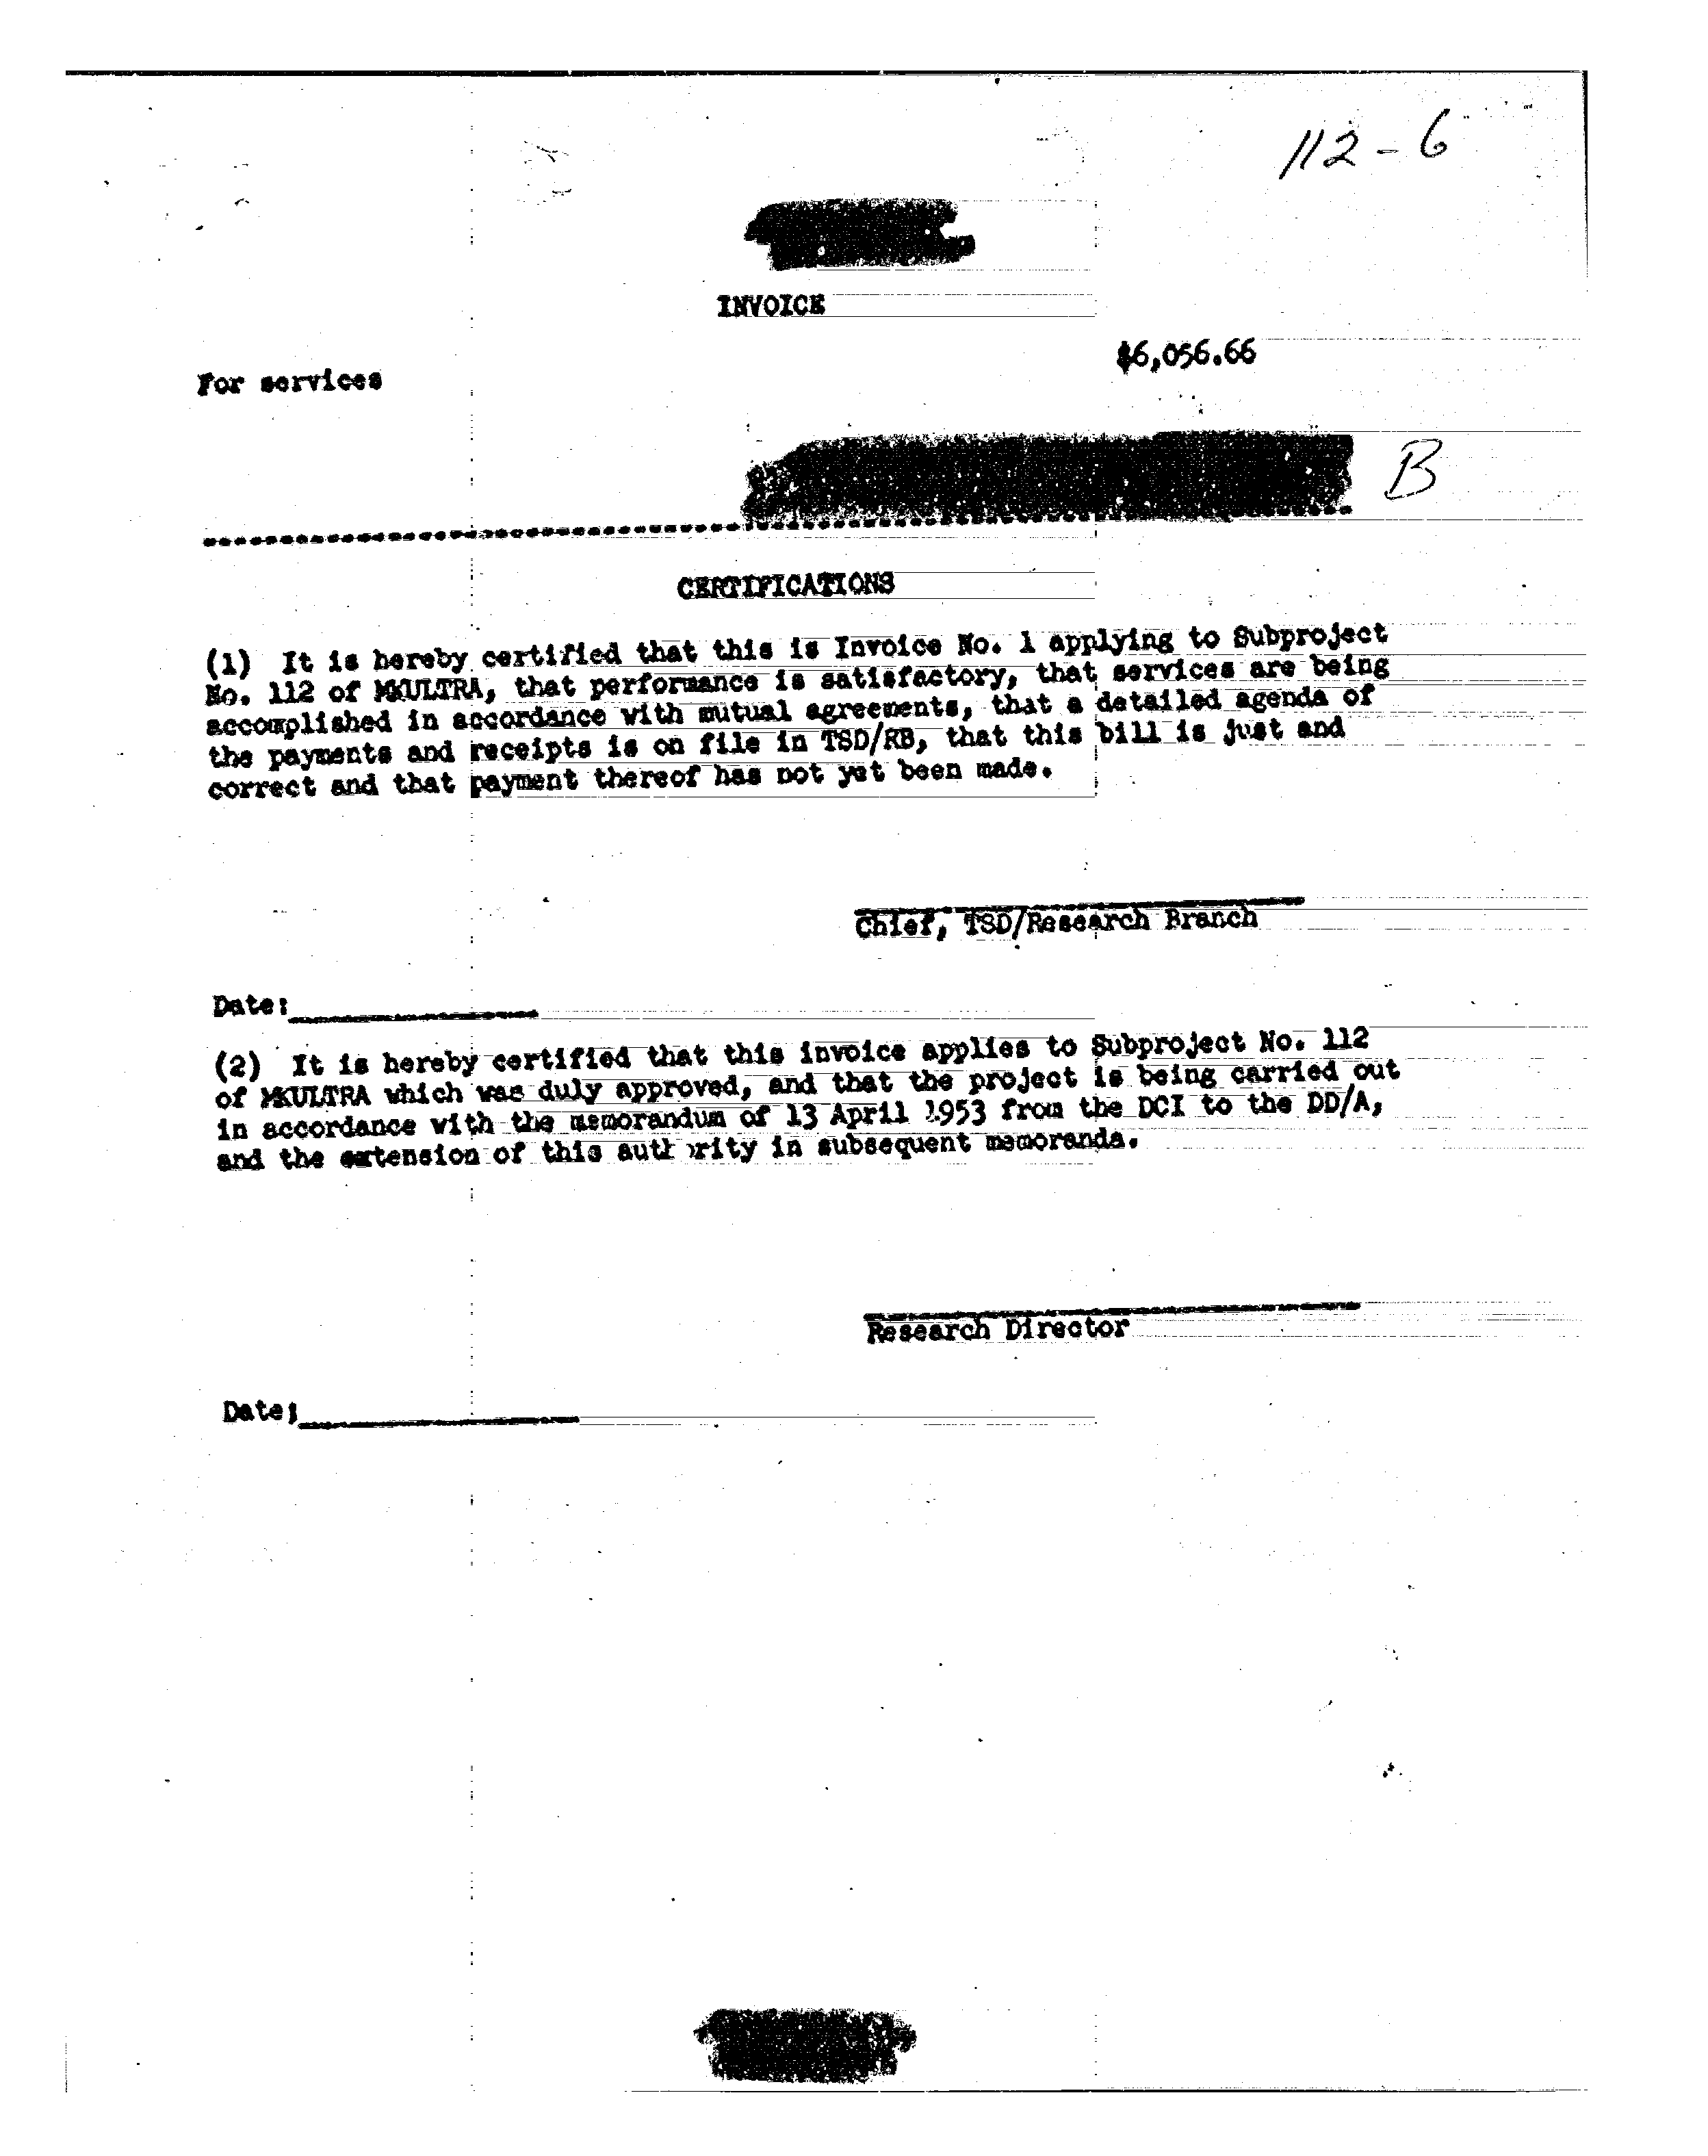 112-6
INVOICE
$6,056.66
For services
B
CERTIFICATIONS
(1) It is hereby certified that this is Invoice No. 1 applying to Subproject
No. 112 of MKULTRA, that performance is satisfactory, that services are being
accomplished in accordance with mutual agreements, that a detailed agenda of
the payments and receipts is on file in TSD/RB, that this bill is just and
correct and that payment thereof has not yet been made.
Chief, TSD/Research Branch
Date:
(2) It is hereby certified that this invoice applies to Subproject No. 112
of MKULTRA which was duly approved, and that the project is being carried out
in accordance with the memorandum of 13 April 1953 from the DCI to the DD/A,
and the extension of this authority in subsequent memoranda.
Research Director
Date: